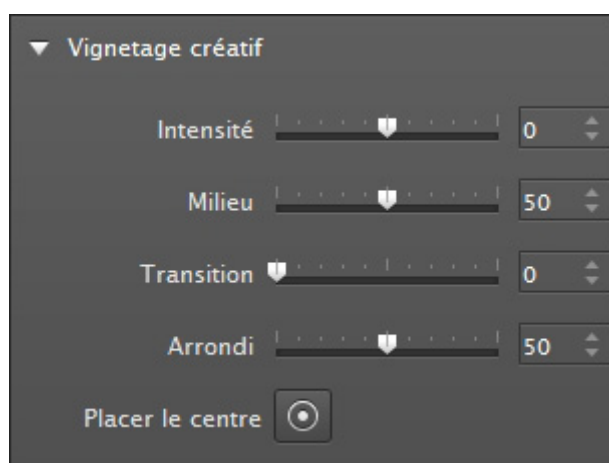 Vignetage créatif
Intensité 0
Milieu 50
Transition 0
Arrondi 50
Placer le centre